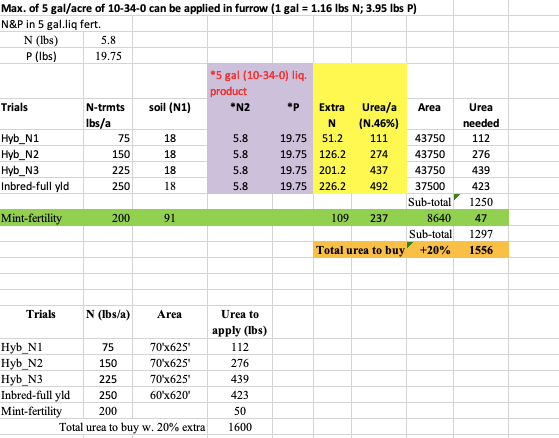 Max. of 5 gal/acre of 10-34-0 can be applied in furrow (1 gal = 1.16 lbs N; 3.95 lbs P)
N&P in 5 gal.liq fert.
N (lbs) 5.8
P (lbs) 19.75
*5 gal (10-34-0) liq.
product
Trials N-trmts soil (N1) *N2 *P Extra Urea/a Area Urea
lbs/a N (N.46%) needed
Hyb_N1 75 18 5.8 19.75 51.2 111 43750 112
Hyb_N2 150 18 5.8 19.75 126.2 274 43750 276
Hyb_N3 225 18 5.8 19.75 201.2 437 43750 439
Inbred-full yld 250 18 5.8 19.75 226.2 492 37500 423
Sub-total 1250
Mint-fertility 200 91 109 237 8640 47
Sub-total 1297
Total urea to buy +20% 1556
Trials N (lbs/a) Area Urea to
apply (lbs)
Hyb_N1 75 70'x625' 112
Hyb_N2 150 70'x625' 276
Hyb_N3 225 70'x625' 439
Inbred-full yld 250 60'x620' 423
Mint-fertility 200 50
Total urea to buy w. 20% extra 1600